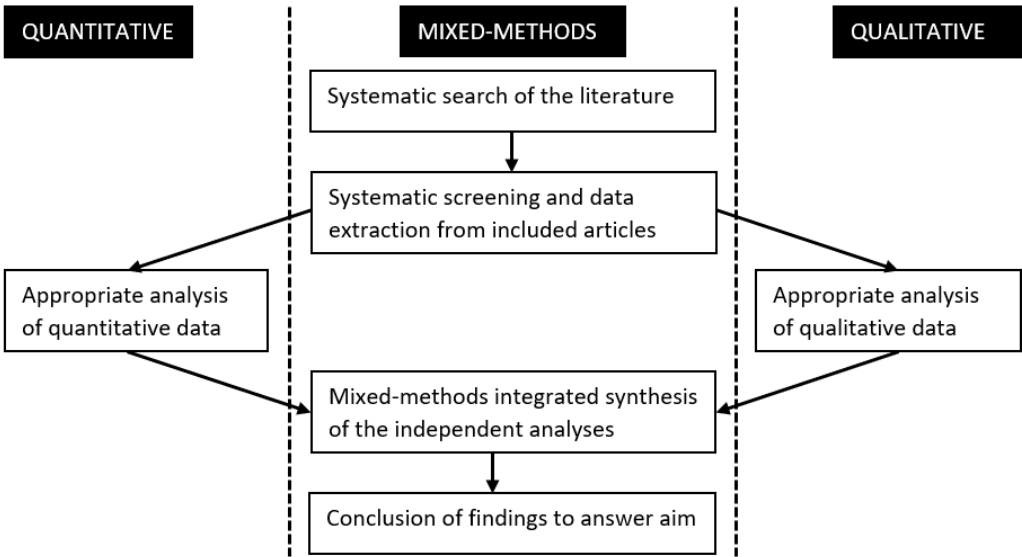 QUANTITATIVE
MIXED-METHODS
QUALITATIVE
Systematic search of the literature
Systematic screening and data
extraction from included articles
Appropriate analysis
of quantitative data
Appropriate analysis
of qualitative data
Mixed-methods integrated synthesis
of the independent analyses
Conclusion of findings to answer aim